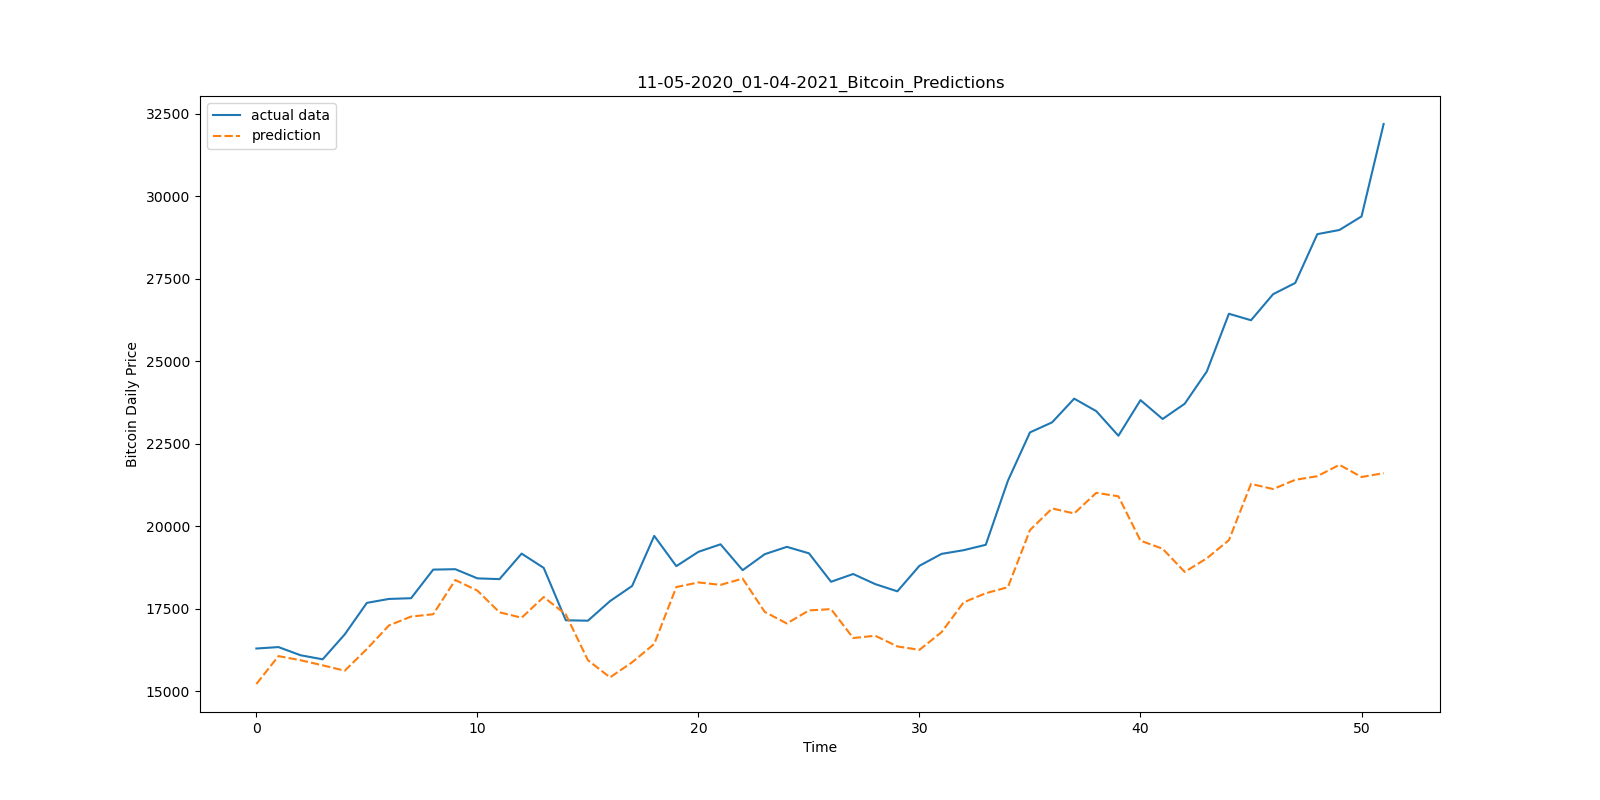 11-05-2020_01-04-2021_Bitcoin_Predictions
actual data
prediction
32500
30000
27500
25000
22500
20000
17500
15000
Bitcoin Daily Price
0 10 20 30 40 50
Time